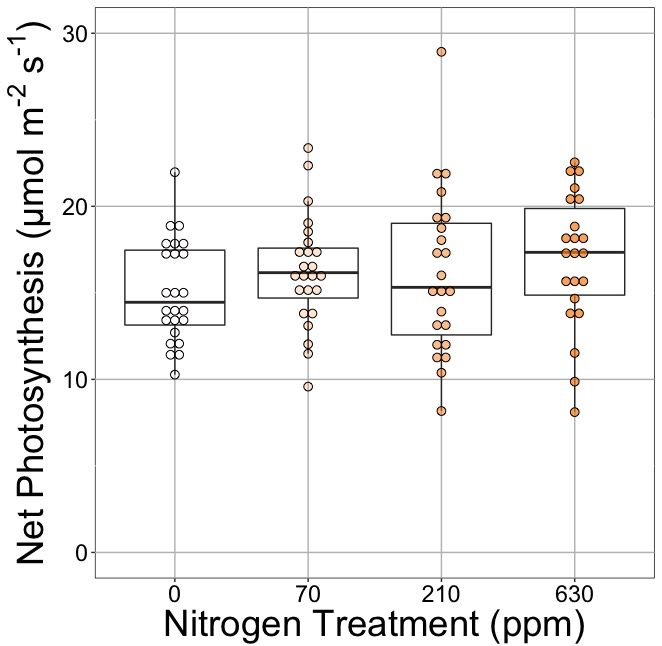 Net Photosynthesis (μmol m⁻² s⁻¹)
30
20
10
0
0 70 210 630
Nitrogen Treatment (ppm)